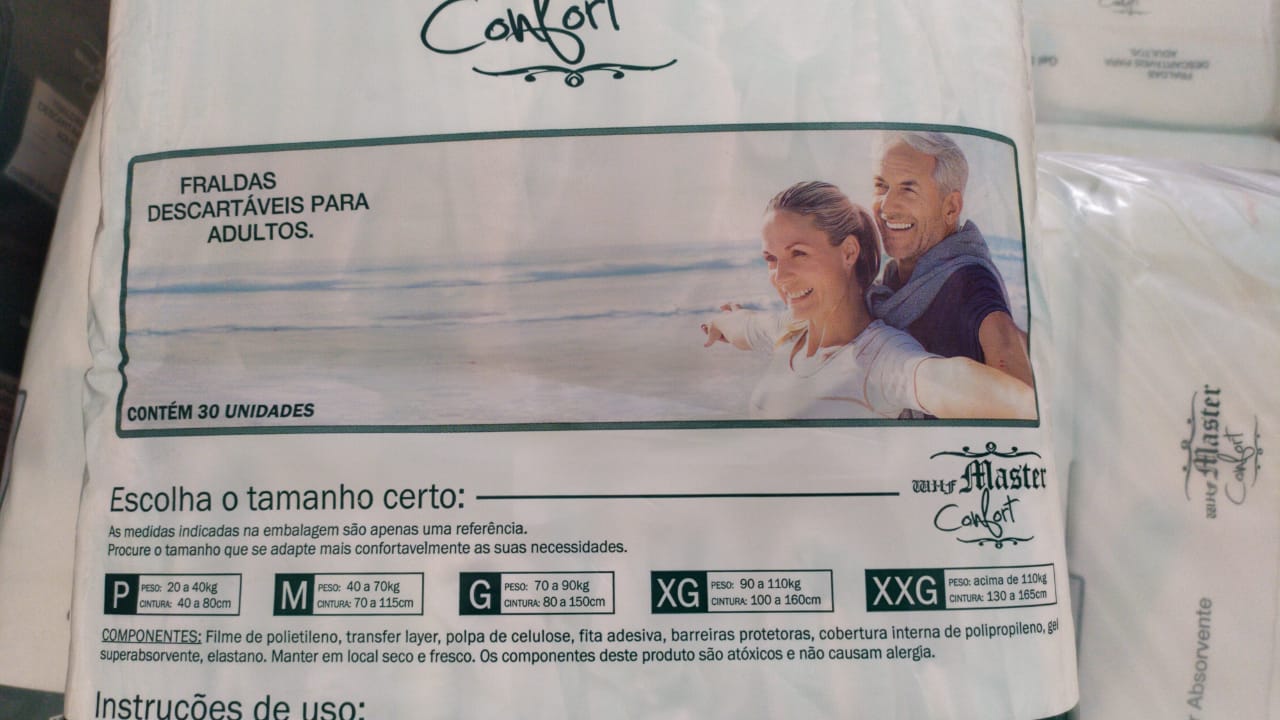 Confort
FRALDAS
DESCARTÁVEIS PARA
ADULTOS.
CONTÉM 30 UNIDADES
WHF Master
Confort
Escolha o tamanho certo:
As medidas indicadas na embalagem são apenas uma referência.
Procure o tamanho que se adapte mais confortavelmente as suas necessidades.
P PESO: 20 a 40kg
CINTURA: 40 a 80cm
M PESO: 40 a 70kg
CINTURA: 70 a 115cm
G PESO: 70 a 90kg
CINTURA: 80 a 150cm
XG PESO: 90 a 110kg
CINTURA: 100 a 160cm
XXG PESO: acima de 110kg
CINTURA: 130 a 165cm
COMPONENTES: Filme de polietileno, transfer layer, polpa de celulose, fita adesiva, barreiras protetoras, cobertura interna de polipropileno, gel
superabsorvente, elastano. Manter em local seco e fresco. Os componentes deste produto são atóxicos e não causam alergia.
Instruções de uso:
FRALDAS
DESCARTÁVEIS PARA
ADULTOS
Gel
WHF Master
Confort
Absorvente